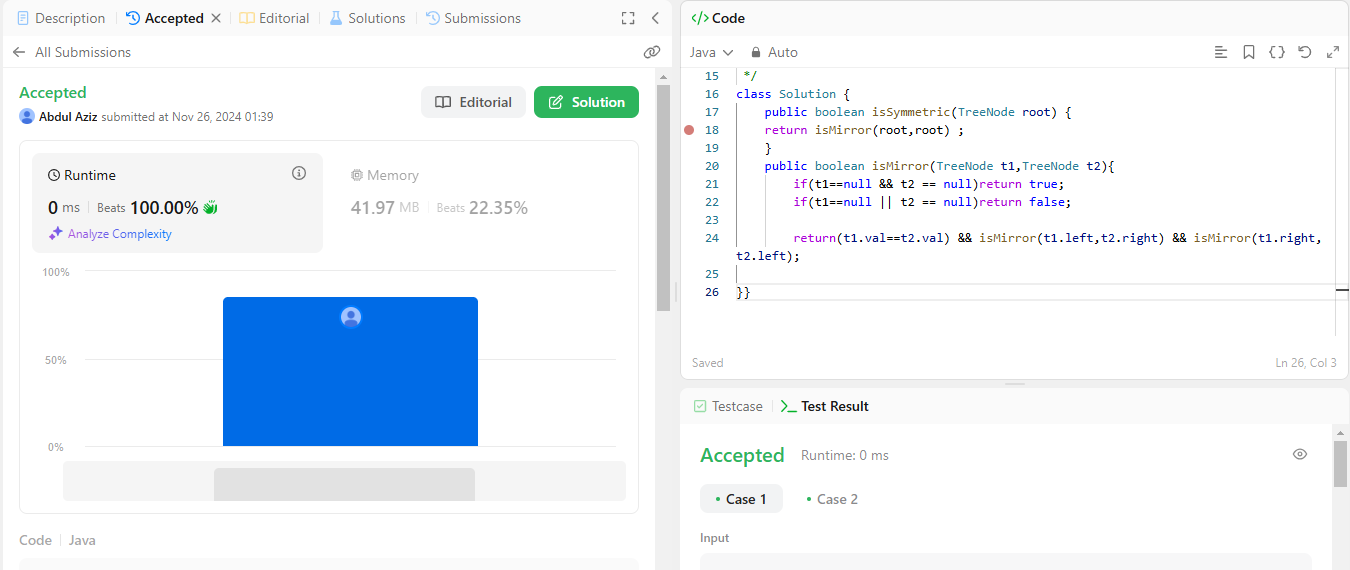 Description Accepted Editorial Solutions Submissions
All Submissions
Accepted
Abdul Aziz submitted at Nov 26, 2024 01:39
Editorial
Solution
Runtime
0 ms Beats 100.00%
Analyze Complexity
Memory
41.97 MB Beats 22.35%
100%
50%
0%
Code Java
Code
Java Auto
15 */
16 class Solution {
17 public boolean isSymmetric(TreeNode root) {
18 return isMirror(root,root) ;
19 }
20 public boolean isMirror(TreeNode t1,TreeNode t2){
21 if(t1==null && t2 == null)return true;
22 if(t1==null || t2 == null)return false;
23
24 return(t1.val==t2.val) && isMirror(t1.left,t2.right) && isMirror(t1.right,
t2.left);
25
26 }}
Saved Ln 26, Col 3
Testcase >_ Test Result
Accepted Runtime: 0 ms
Case 1 Case 2
Input